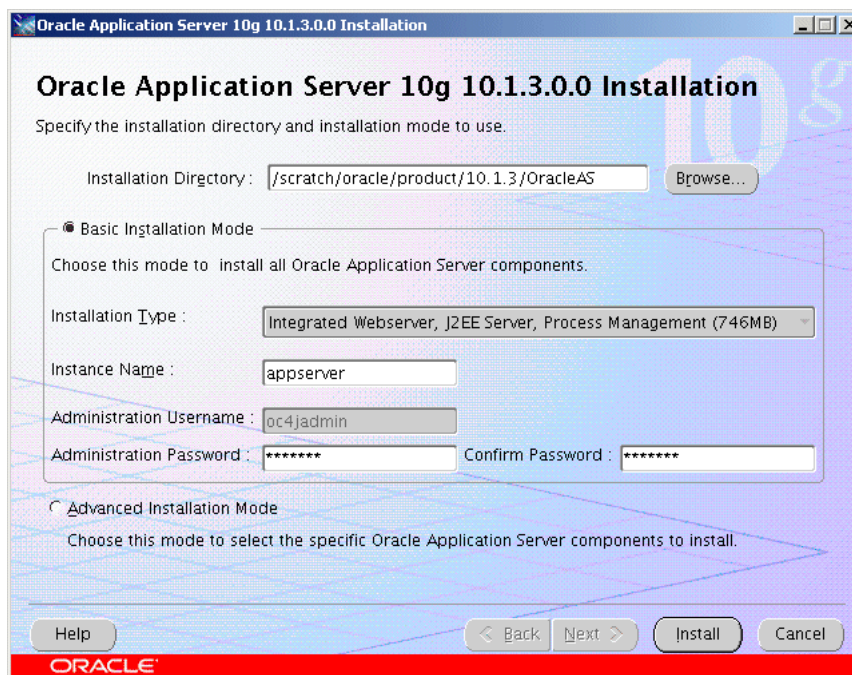 Oracle Application Server 10g 10.1.3.0.0 Installation
10g
Oracle Application Server 10g 10.1.3.0.0 Installation
Specify the installation directory and installation mode to use.
Installation Directory : /scratch/oracle/product/10.1.3/OracleAS Browse...
Basic Installation Mode
Choose this mode to install all Oracle Application Server components.
Installation Type : Integrated Webserver, J2EE Server, Process Management (746MB)
Instance Name : appserver
Administration Username : oc4jadmin
Administration Password : ******* Confirm Password : *******
Advanced Installation Mode
Choose this mode to select the specific Oracle Application Server components to install.
Help Back Next Install Cancel
ORACLE